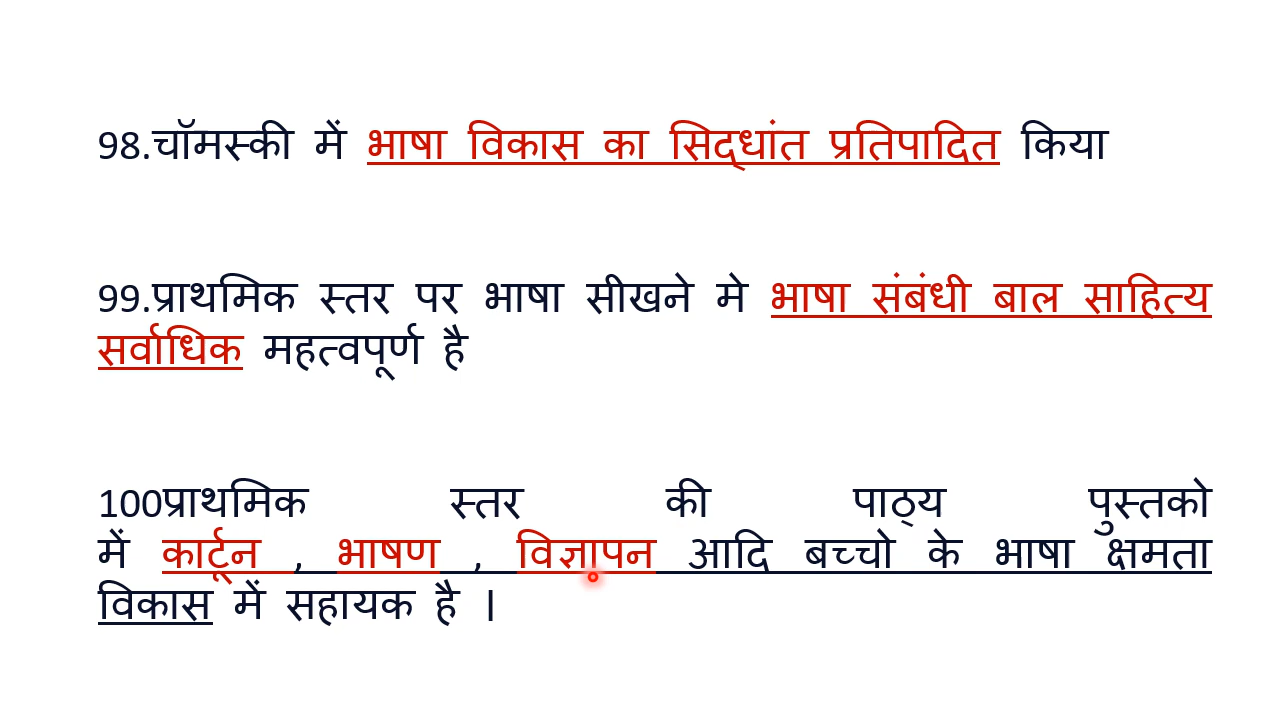 98.चॉमस्की में भाषा विकास का सिद्धांत प्रतिपादित किया
99.प्राथमिक स्तर पर भाषा सीखने मे भाषा संबंधी बाल साहित्य
सर्वाधिक महत्वपूर्ण है
100प्राथमिक स्तर की पाठ्य पुस्तको
में कार्टून , भाषण , विज्ञापन आदि बच्चो के भाषा क्षमता
विकास में सहायक है ।